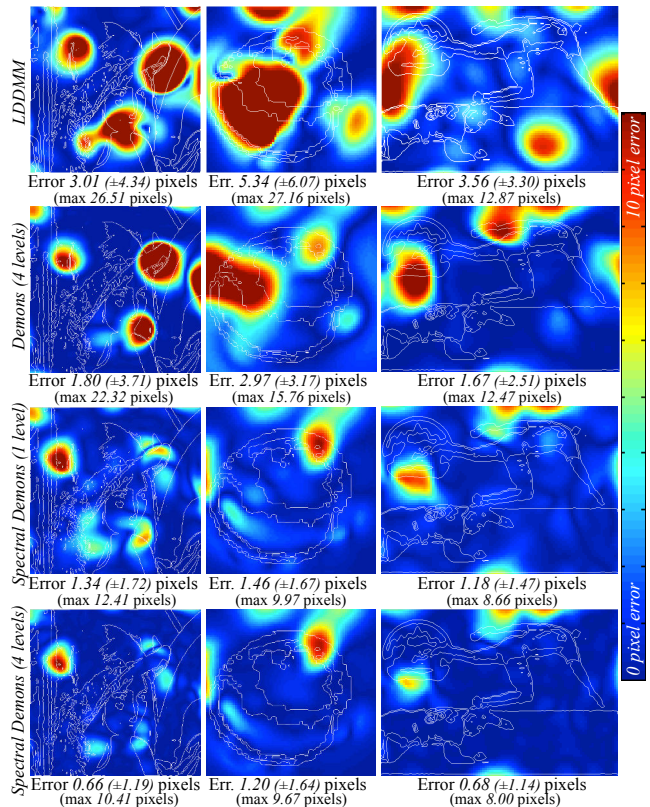 LDDMM
Error 3.01 (±4.34) pixels
(max 26.51 pixels)
Err. 5.34 (±6.07) pixels
(max 27.16 pixels)
Error 3.56 (±3.30) pixels
(max 12.87 pixels)
Demons (4 levels)
Error 1.80 (±3.71) pixels
(max 22.32 pixels)
Err. 2.97 (±3.17) pixels
(max 15.76 pixels)
Error 1.67 (±2.51) pixels
(max 12.47 pixels)
Spectral Demons (1 level)
Error 1.34 (±1.72) pixels
(max 12.41 pixels)
Err. 1.46 (±1.67) pixels
(max 9.97 pixels)
Error 1.18 (±1.47) pixels
(max 8.66 pixels)
Spectral Demons (4 levels)
Error 0.66 (±1.19) pixels
(max 10.41 pixels)
Err. 1.20 (±1.64) pixels
(max 9.67 pixels)
Error 0.68 (±1.14) pixels
(max 8.00 pixels)
10 pixel error
0 pixel error